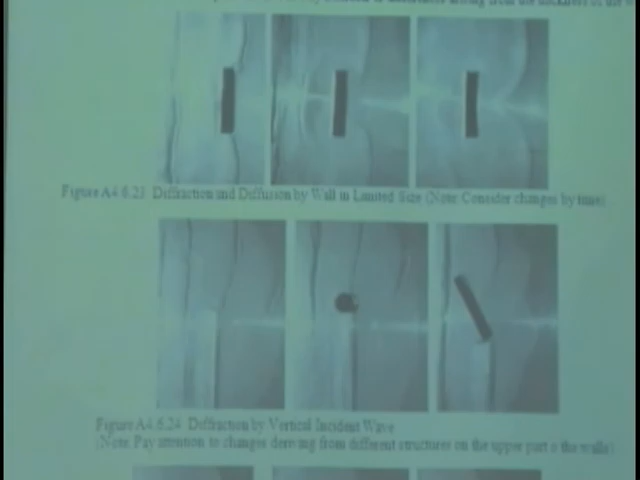 Figure A4.6.23 Diffraction and Diffusion by Wall in Limited Size (Note: Consider changes by time)
Figure A4.6.24 Diffraction by Vertical Incident Wave
(Note: Pay attention to changes deriving from different structures on the upper part o the walls)